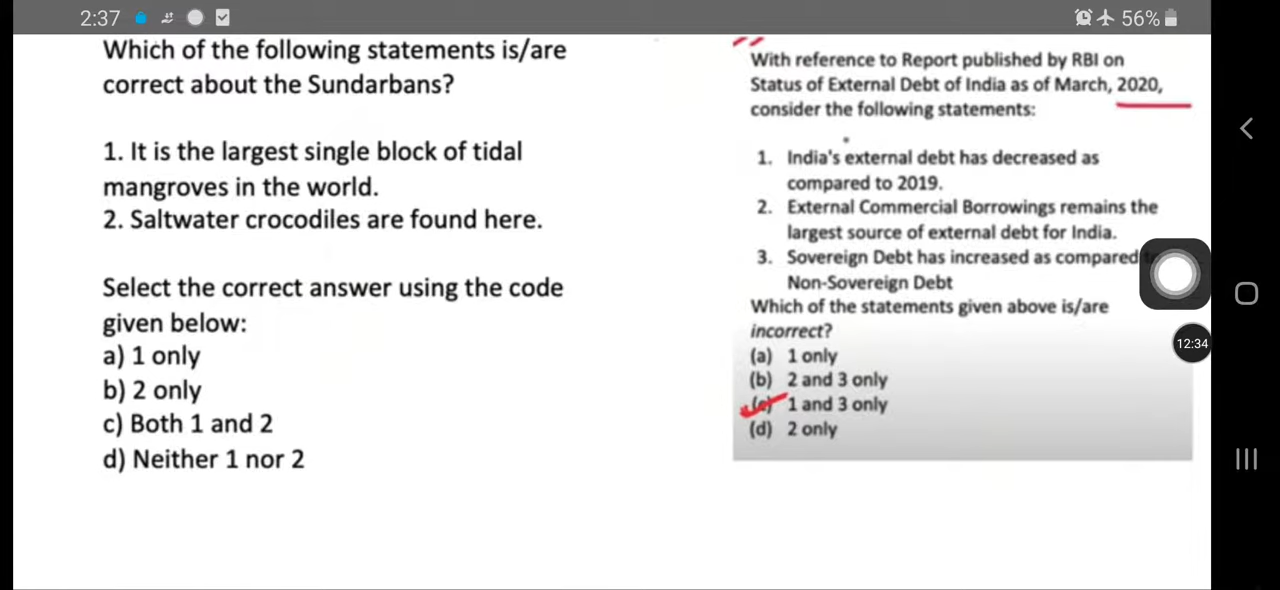 2:37
56%
Which of the following statements is/are
correct about the Sundarbans?
1. It is the largest single block of tidal
mangroves in the world.
2. Saltwater crocodiles are found here.
Select the correct answer using the code
given below:
a) 1 only
b) 2 only
c) Both 1 and 2
d) Neither 1 nor 2
With reference to Report published by RBI on
Status of External Debt of India as of March, 2020,
consider the following statements:
1. India's external debt has decreased as
compared to 2019.
2. External Commercial Borrowings remains the
largest source of external debt for India.
3. Sovereign Debt has increased as compared
Non-Sovereign Debt
Which of the statements given above is/are
incorrect?
(a) 1 only
(b) 2 and 3 only
(c) 1 and 3 only
(d) 2 only
12:34